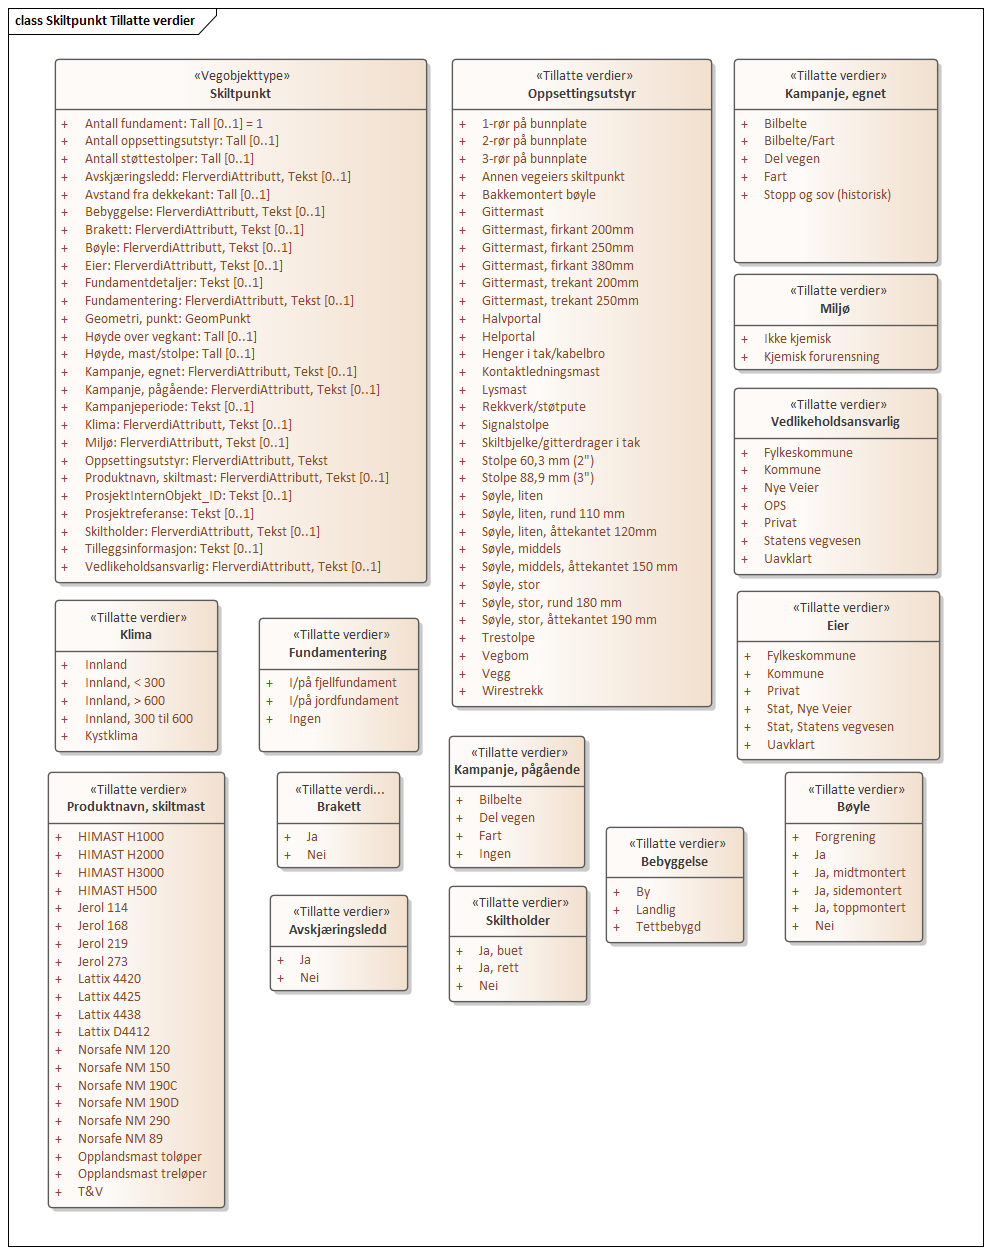 class Skiltpunkt Tillatte verdier
«Vegobjekttype»
Skiltpunkt
+ Antall fundament: Tall [0..1] = 1
+ Antall oppsettingsutstyr: Tall [0..1]
+ Antall støttestolper: Tall [0..1]
+ Avskjæringsledd: FlerverdiAttributt, Tekst [0..1]
+ Avstand fra dekkekant: Tall [0..1]
+ Bebyggelse: FlerverdiAttributt, Tekst [0..1]
+ Brakett: FlerverdiAttributt, Tekst [0..1]
+ Bøyle: FlerverdiAttributt, Tekst [0..1]
+ Eier: FlerverdiAttributt, Tekst [0..1]
+ Fundamentdetaljer: Tekst [0..1]
+ Fundamentering: FlerverdiAttributt, Tekst [0..1]
+ Geometri, punkt: GeomPunkt
+ Høyde over vegkant: Tall [0..1]
+ Høyde, mast/stolpe: Tall [0..1]
+ Kampanje, egnet: FlerverdiAttributt, Tekst [0..1]
+ Kampanje, pågående: FlerverdiAttributt, Tekst [0..1]
+ Kampanjeperiode: Tekst [0..1]
+ Klima: FlerverdiAttributt, Tekst [0..1]
+ Miljø: FlerverdiAttributt, Tekst [0..1]
+ Oppsettingsutstyr: FlerverdiAttributt, Tekst
+ Produktnavn, skiltmast: FlerverdiAttributt, Tekst [0..1]
+ ProsjektInternObjekt_ID: Tekst [0..1]
+ Prosjektreferanse: Tekst [0..1]
+ Skiltholder: FlerverdiAttributt, Tekst [0..1]
+ Tilleggsinformasjon: Tekst [0..1]
+ Vedlikeholdsansvarlig: FlerverdiAttributt, Tekst [0..1]
«Tillatte verdier»
Oppsettingsutstyr
+ 1-rør på bunnplate
+ 2-rør på bunnplate
+ 3-rør på bunnplate
+ Annen vegeiers skiltpunkt
+ Bakkemontert bøyle
+ Gittermast
+ Gittermast, firkant 200mm
+ Gittermast, firkant 250mm
+ Gittermast, firkant 380mm
+ Gittermast, trekant 200mm
+ Gittermast, trekant 250mm
+ Halvportal
+ Helportal
+ Henger i tak/kabelbro
+ Kontaktledningsmast
+ Lysmast
+ Rekkverk/støtpute
+ Signalstolpe
+ Skiltbjelke/gitterdrager i tak
+ Stolpe 60,3 mm (2")
+ Stolpe 88,9 mm (3")
+ Søyle, liten
+ Søyle, liten, rund 110 mm
+ Søyle, liten, åttekantet 120mm
+ Søyle, middels
+ Søyle, middels, åttekantet 150 mm
+ Søyle, stor
+ Søyle, stor, rund 180 mm
+ Søyle, stor, åttekantet 190 mm
+ Trestolpe
+ Vegbom
+ Vegg
+ Wirestrekk
«Tillatte verdier»
Kampanje, egnet
+ Bilbelte
+ Bilbelte/Fart
+ Del vegen
+ Fart
+ Stopp og sov (historisk)
«Tillatte verdier»
Miljø
+ Ikke kjemisk
+ Kjemisk forurensning
«Tillatte verdier»
Vedlikeholdsansvarlig
+ Fylkeskommune
+ Kommune
+ Nye Veier
+ OPS
+ Privat
+ Statens vegvesen
+ Uavklart
«Tillatte verdier»
Klima
+ Innland
+ Innland, < 300
+ Innland, > 600
+ Innland, 300 til 600
+ Kystklima
«Tillatte verdier»
Fundamentering
+ I/på fjellfundament
+ I/på jordfundament
+ Ingen
«Tillatte verdier»
Eier
+ Fylkeskommune
+ Kommune
+ Privat
+ Stat, Nye Veier
+ Stat, Statens vegvesen
+ Uavklart
«Tillatte verdier»
Produktnavn, skiltmast
+ HIMAST H1000
+ HIMAST H2000
+ HIMAST H3000
+ HIMAST H500
+ Jerol 114
+ Jerol 168
+ Jerol 219
+ Jerol 273
+ Lattix 4420
+ Lattix 4425
+ Lattix 4438
+ Lattix D4412
+ Norsafe NM 120
+ Norsafe NM 150
+ Norsafe NM 190C
+ Norsafe NM 190D
+ Norsafe NM 290
+ Norsafe NM 89
+ Opplandsmast toløper
+ Opplandsmast treløper
+ T&V
«Tillatte verdi...
Brakett
+ Ja
+ Nei
«Tillatte verdier»
Avskjæringsledd
+ Ja
+ Nei
«Tillatte verdier»
Kampanje, pågående
+ Bilbelte
+ Del vegen
+ Fart
+ Ingen
«Tillatte verdier»
Skiltholder
+ Ja, buet
+ Ja, rett
+ Nei
«Tillatte verdier»
Bebyggelse
+ By
+ Landlig
+ Tettbebygd
«Tillatte verdier»
Bøyle
+ Forgrening
+ Ja
+ Ja, midtmontert
+ Ja, sidemontert
+ Ja, toppmontert
+ Nei